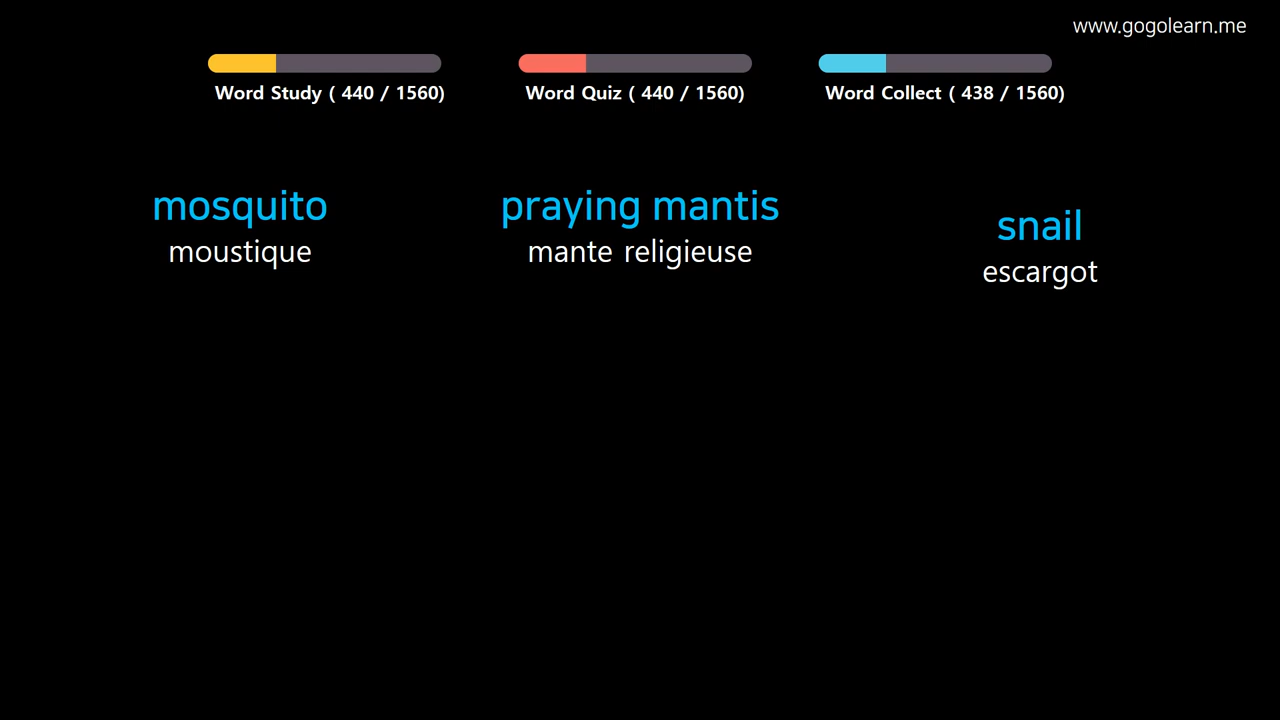 www.gogolearn.me
Word Study ( 440 / 1560)
Word Quiz ( 440 / 1560)
Word Collect ( 438 / 1560)
mosquito
moustique
praying mantis
mante religieuse
snail
escargot